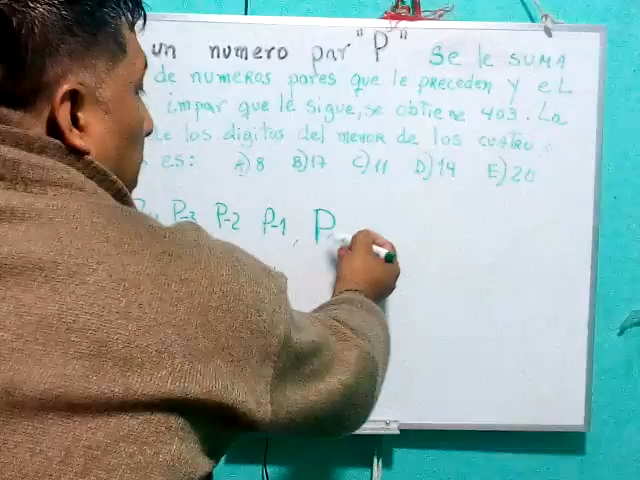 un numero par "P" Se le SUMA
de numeros pares que le preceden y el
impar que le sigue, se obtiene 403. La
los digitos del menor de los cuatro
es: A) 8 B) 17 C) 11 D) 14 E) 20
P-3 P-2 P-1, P